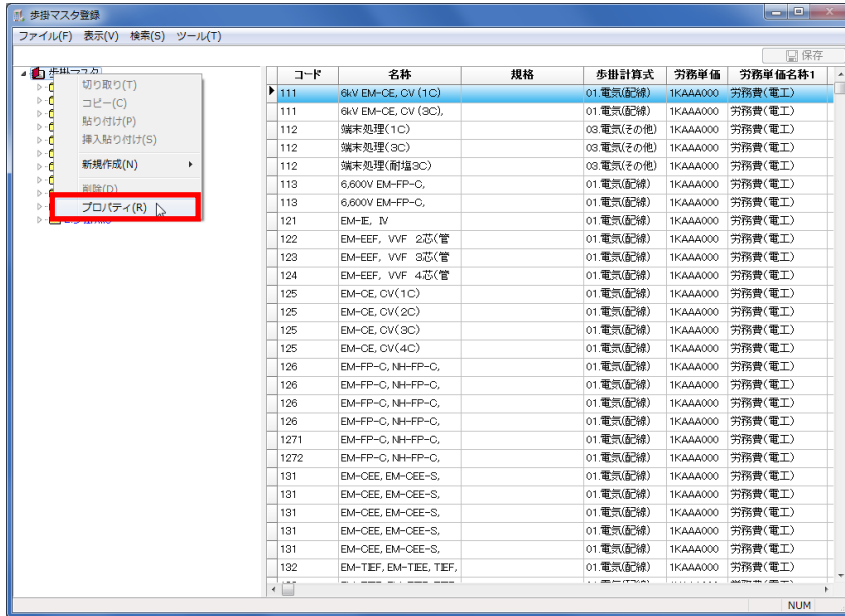 歩掛マスタ登録
ファイル(F) 表示(V) 検索(S) ツール(T)
保存
歩掛マスタ
切り取り(T)
コピー(C)
貼り付け(P)
挿入貼り付け(S)
新規作成(N)
削除(D)
プロパティ(R)
コード 名称 規格 歩掛計算式 労務単価 労務単価名称1
111 6kV EM-CE, CV (1C) 01.電気(配線) 1KAAA000 労務費(電工)
111 6kV EM-CE, CV (3C), 01.電気(配線) 1KAAA000 労務費(電工)
112 端末処理(1C) 03.電気(その他) 1KAAA000 労務費(電工)
112 端末処理(3C) 03.電気(その他) 1KAAA000 労務費(電工)
112 端末処理(耐塩3C) 03.電気(その他) 1KAAA000 労務費(電工)
113 6,600V EM-FP-C, 01.電気(配線) 1KAAA000 労務費(電工)
113 6,600V EM-FP-C, 01.電気(配線) 1KAAA000 労務費(電工)
121 EM-IE, IV 01.電気(配線) 1KAAA000 労務費(電工)
122 EM-EEF, VVF 2芯(管 01.電気(配線) 1KAAA000 労務費(電工)
123 EM-EEF, VVF 3芯(管 01.電気(配線) 1KAAA000 労務費(電工)
124 EM-EEF, VVF 4芯(管 01.電気(配線) 1KAAA000 労務費(電工)
125 EM-CE, CV(1C) 01.電気(配線) 1KAAA000 労務費(電工)
125 EM-CE, CV(2C) 01.電気(配線) 1KAAA000 労務費(電工)
125 EM-CE, CV(3C) 01.電気(配線) 1KAAA000 労務費(電工)
125 EM-CE, CV(4C) 01.電気(配線) 1KAAA000 労務費(電工)
126 EM-FP-C, NH-FP-C, 01.電気(配線) 1KAAA000 労務費(電工)
126 EM-FP-C, NH-FP-C, 01.電気(配線) 1KAAA000 労務費(電工)
126 EM-FP-C, NH-FP-C, 01.電気(配線) 1KAAA000 労務費(電工)
126 EM-FP-C, NH-FP-C, 01.電気(配線) 1KAAA000 労務費(電工)
1271 EM-FP-C, NH-FP-C, 01.電気(配線) 1KAAA000 労務費(電工)
1272 EM-FP-C, NH-FP-C, 01.電気(配線) 1KAAA000 労務費(電工)
131 EM-CEE, EM-CEE-S, 01.電気(配線) 1KAAA000 労務費(電工)
131 EM-CEE, EM-CEE-S, 01.電気(配線) 1KAAA000 労務費(電工)
131 EM-CEE, EM-CEE-S, 01.電気(配線) 1KAAA000 労務費(電工)
131 EM-CEE, EM-CEE-S, 01.電気(配線) 1KAAA000 労務費(電工)
131 EM-CEE, EM-CEE-S, 01.電気(配線) 1KAAA000 労務費(電工)
132 EM-TIEF, EM-TIEE, TIEF, 01.電気(配線) 1KAAA000 労務費(電工)
NUM